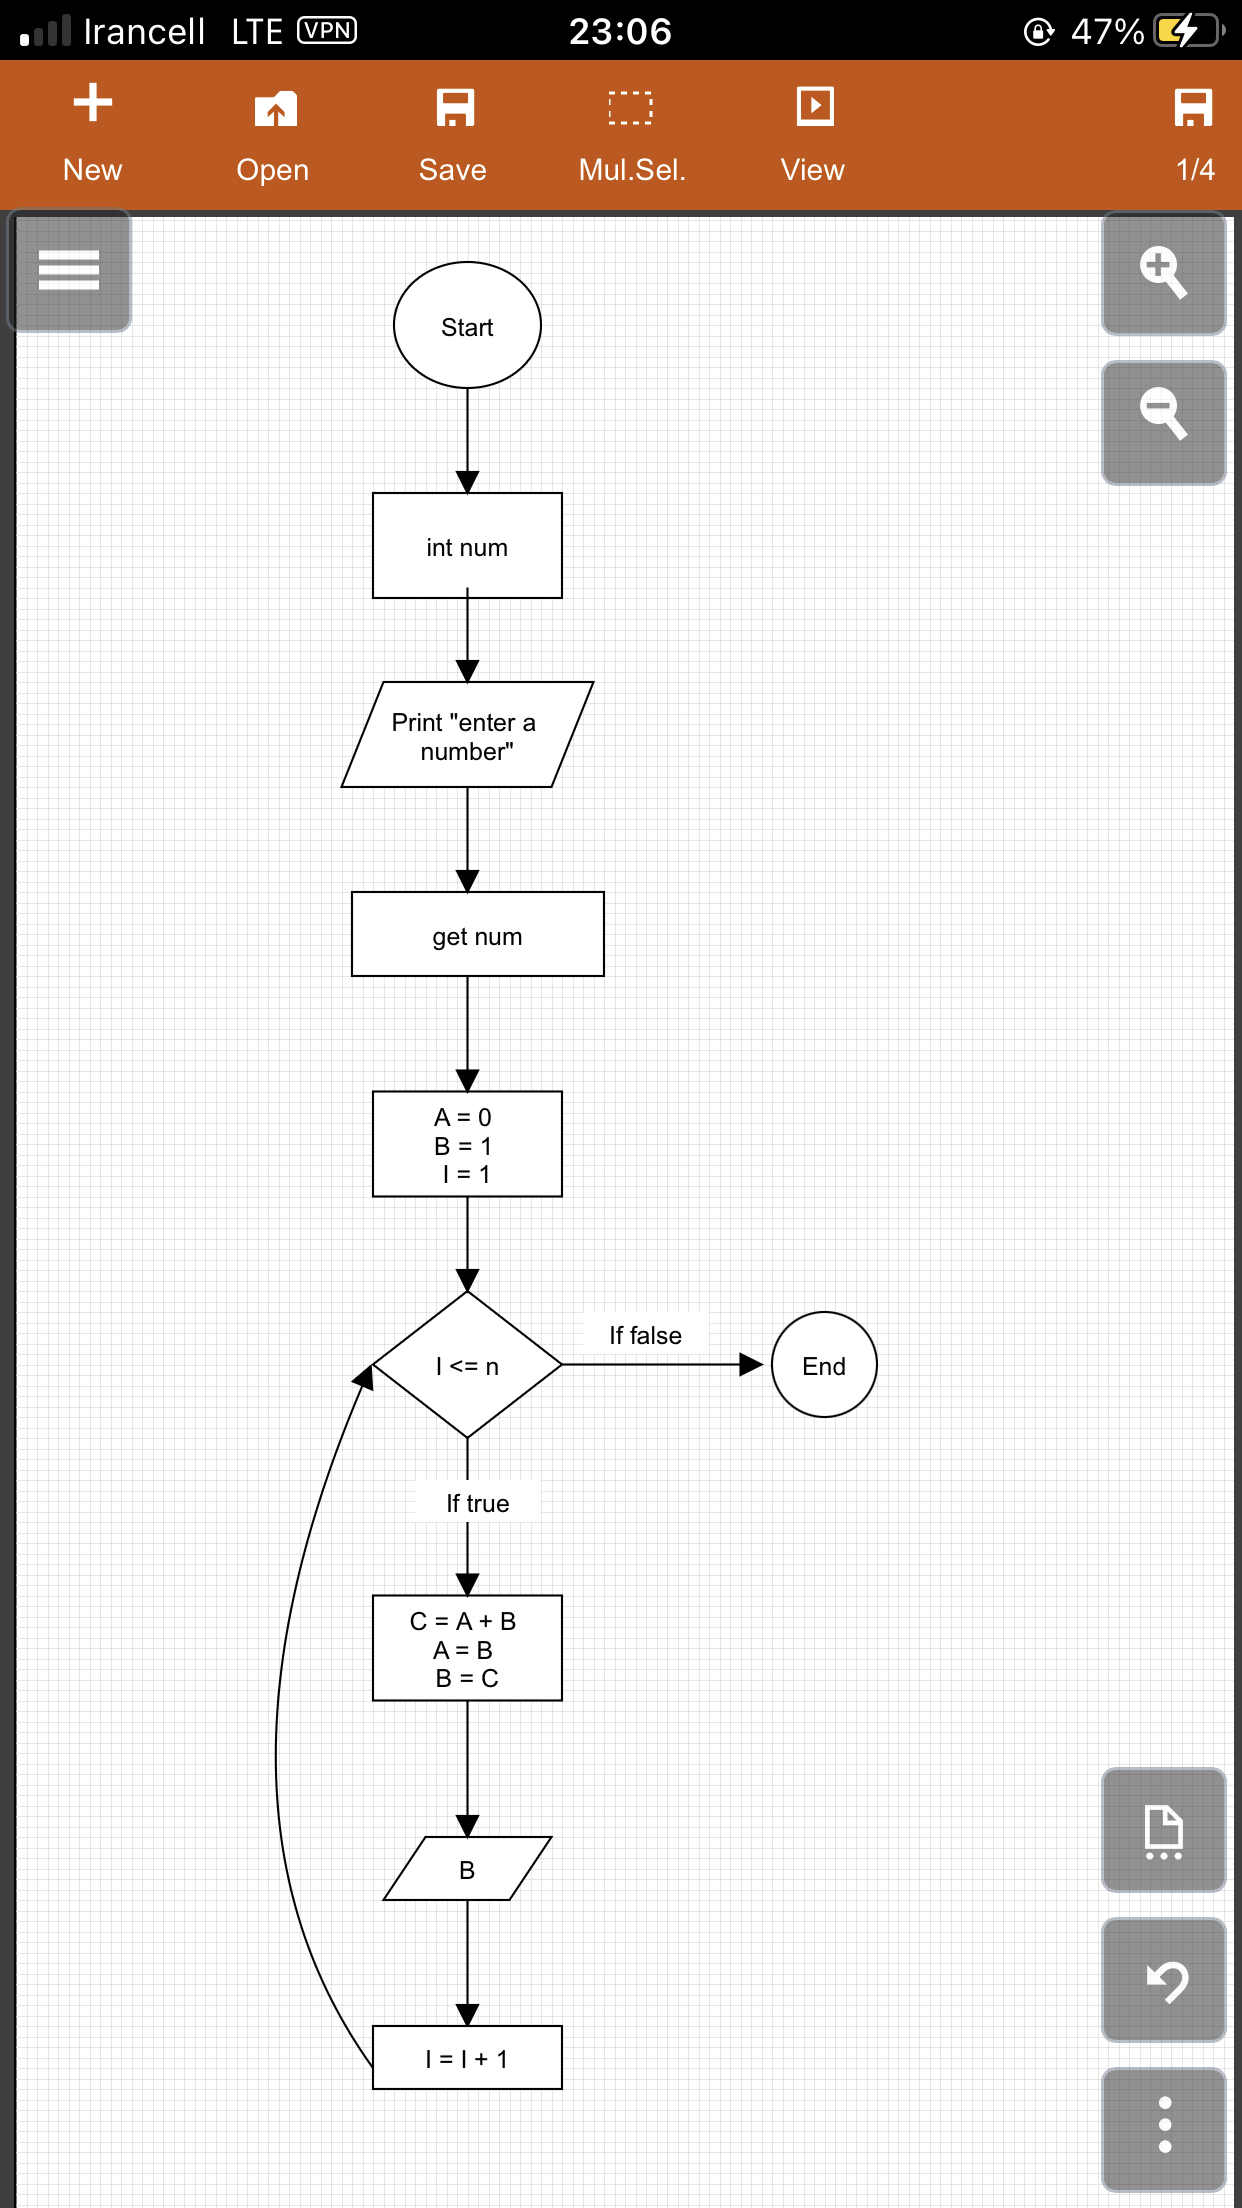 Irancell LTE VPN 23:06 47%
New Open Save Mul.Sel. View 1/4
Start
int num
Print "enter a
number"
get num
A = 0
B = 1
I = 1
I <= n
If false
End
If true
C = A + B
A = B
B = C
B
I = I + 1